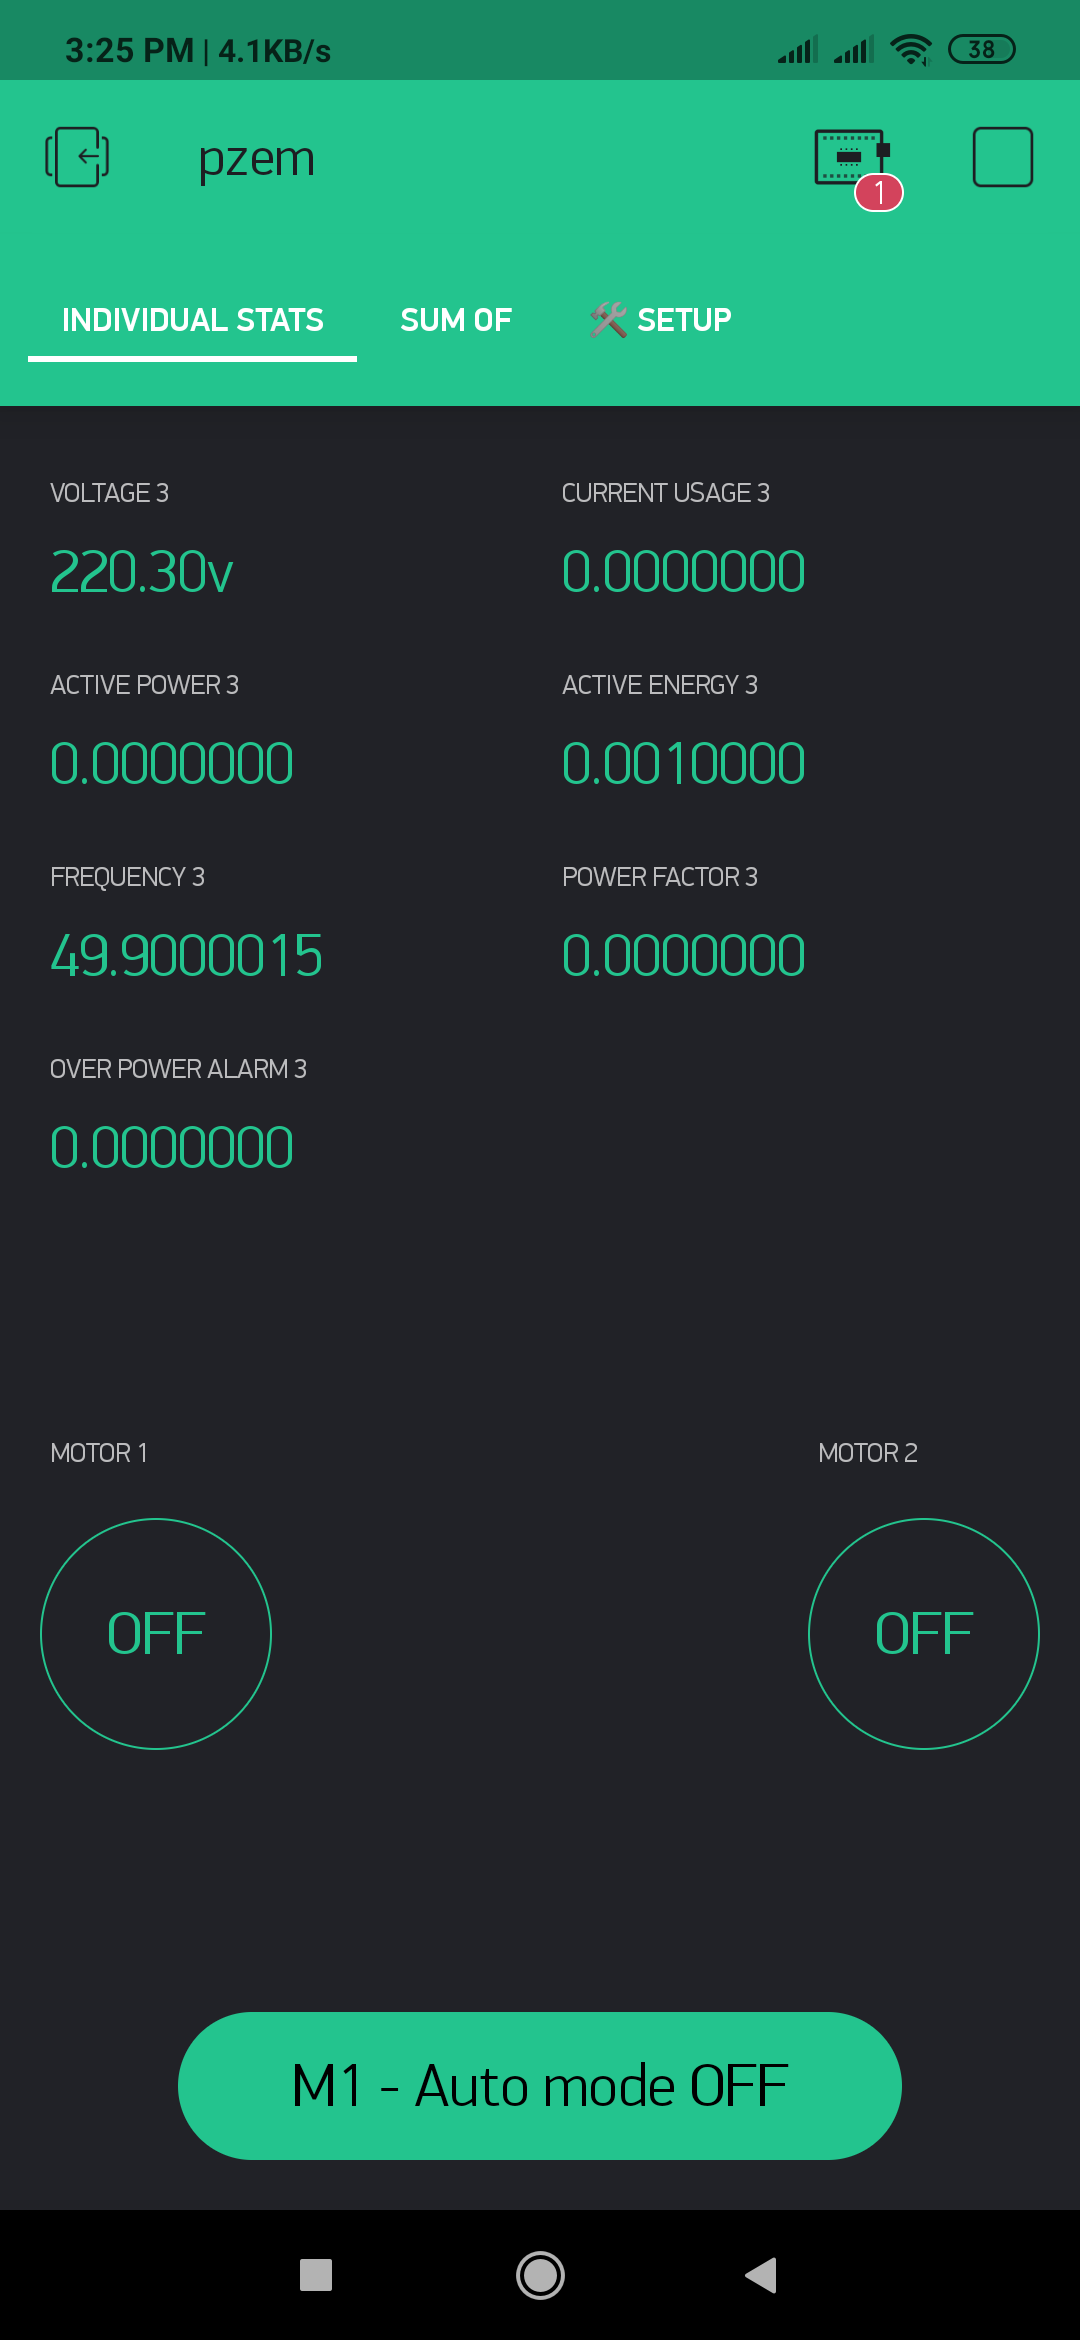 3:25 PM | 4.1KB/s 38
pzem
1
INDIVIDUAL STATS SUM OF 🛠 SETUP
VOLTAGE 3 CURRENT USAGE 3
220.30v 0.0000000
ACTIVE POWER 3 ACTIVE ENERGY 3
0.0000000 0.0010000
FREQUENCY 3 POWER FACTOR 3
49.9000015 0.0000000
OVER POWER ALARM 3
0.0000000
MOTOR 1 MOTOR 2
OFF OFF
M1 - Auto mode OFF